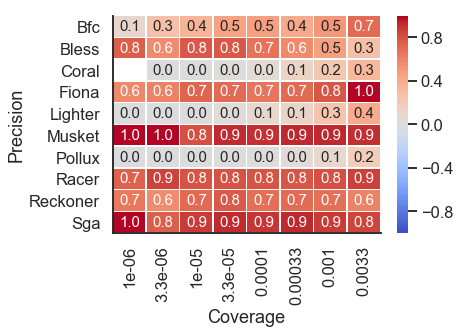 Precision
Bfc 0.1 0.3 0.4 0.5 0.5 0.4 0.5 0.7
Bless 0.8 0.6 0.8 0.8 0.7 0.6 0.5 0.3
Coral 0.0 0.0 0.0 0.0 0.1 0.2 0.3
Fiona 0.6 0.6 0.7 0.7 0.7 0.7 0.8 1.0
Lighter 0.0 0.0 0.0 0.0 0.1 0.1 0.3 0.4
Musket 1.0 1.0 0.8 0.9 0.9 0.9 0.9 0.9
Pollux 0.0 0.0 0.0 0.0 0.0 0.0 0.1 0.2
Racer 0.7 0.9 0.8 0.8 0.8 0.8 0.8 0.9
Reckoner 0.7 0.6 0.7 0.8 0.7 0.7 0.7 0.6
Sga 1.0 0.8 0.9 0.9 0.9 0.9 0.9 0.8
1e-06 3.3e-06 1e-05 3.3e-05 0.0001 0.00033 0.001 0.0033
Coverage
0.8
0.4
0.0
−0.4
−0.8